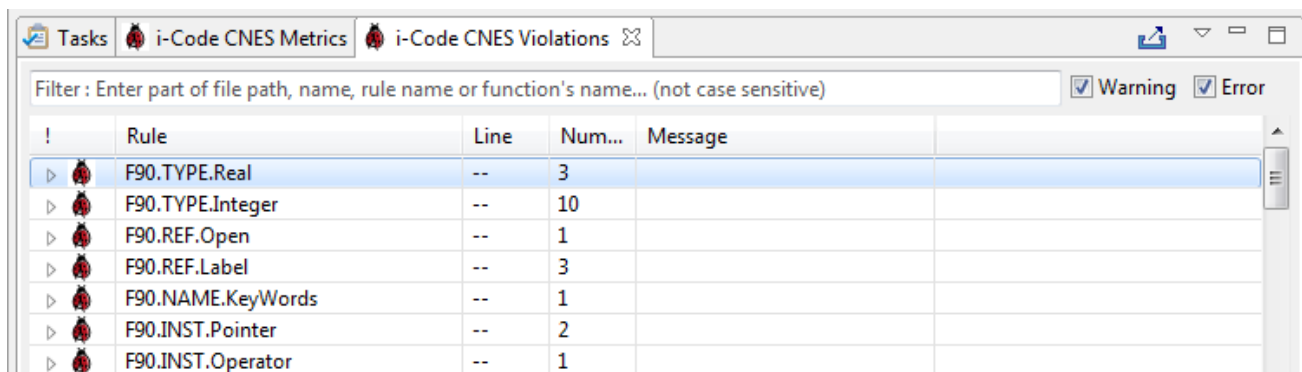 Tasks i-Code CNES Metrics i-Code CNES Violations
Filter : Enter part of file path, name, rule name or function's name... (not case sensitive) Warning Error
! Rule Line Num... Message
F90.TYPE.Real -- 3
F90.TYPE.Integer -- 10
F90.REF.Open -- 1
F90.REF.Label -- 3
F90.NAME.KeyWords -- 1
F90.INST.Pointer -- 2
F90.INST.Operator -- 1